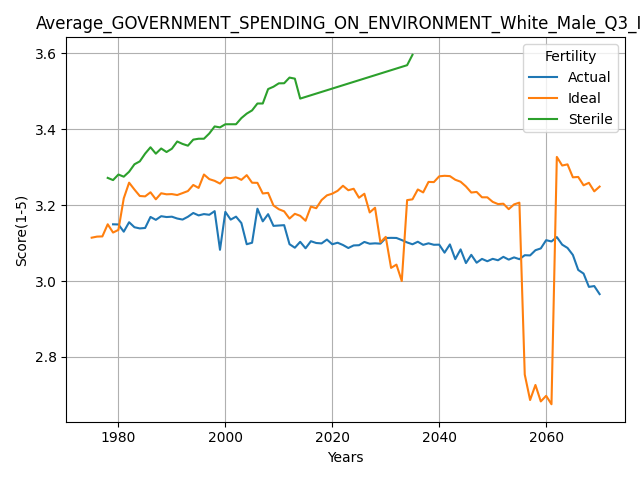 Average_GOVERNMENT_SPENDING_ON_ENVIRONMENT_White_Male_Q3_I
Score(1-5)
3.6
3.4
3.2
3.0
2.8
Fertility
Actual
Ideal
Sterile
1980 2000 2020 2040 2060
Years